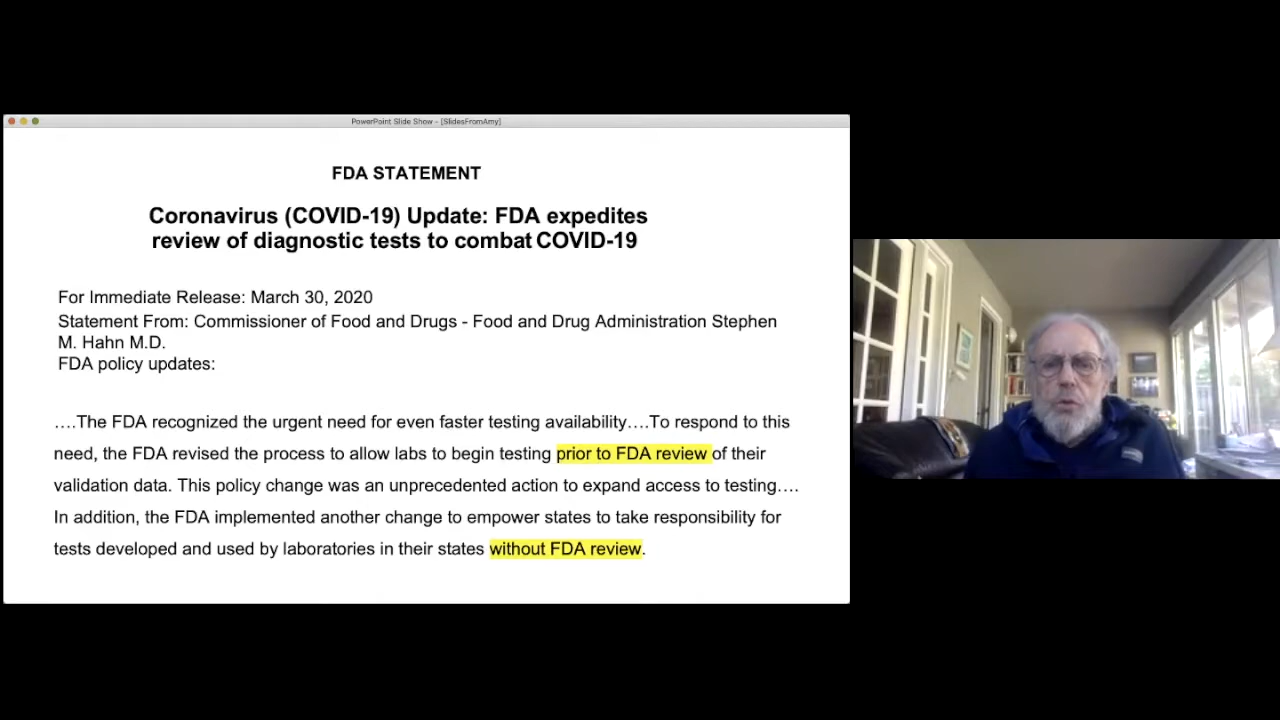 PowerPoint Slide Show - [SlidesFromAmy]
FDA STATEMENT
Coronavirus (COVID-19) Update: FDA expedites
review of diagnostic tests to combat COVID-19
For Immediate Release: March 30, 2020
Statement From: Commissioner of Food and Drugs - Food and Drug Administration Stephen
M. Hahn M.D.
FDA policy updates:
….The FDA recognized the urgent need for even faster testing availability….To respond to this
need, the FDA revised the process to allow labs to begin testing prior to FDA review of their
validation data. This policy change was an unprecedented action to expand access to testing….
In addition, the FDA implemented another change to empower states to take responsibility for
tests developed and used by laboratories in their states without FDA review.